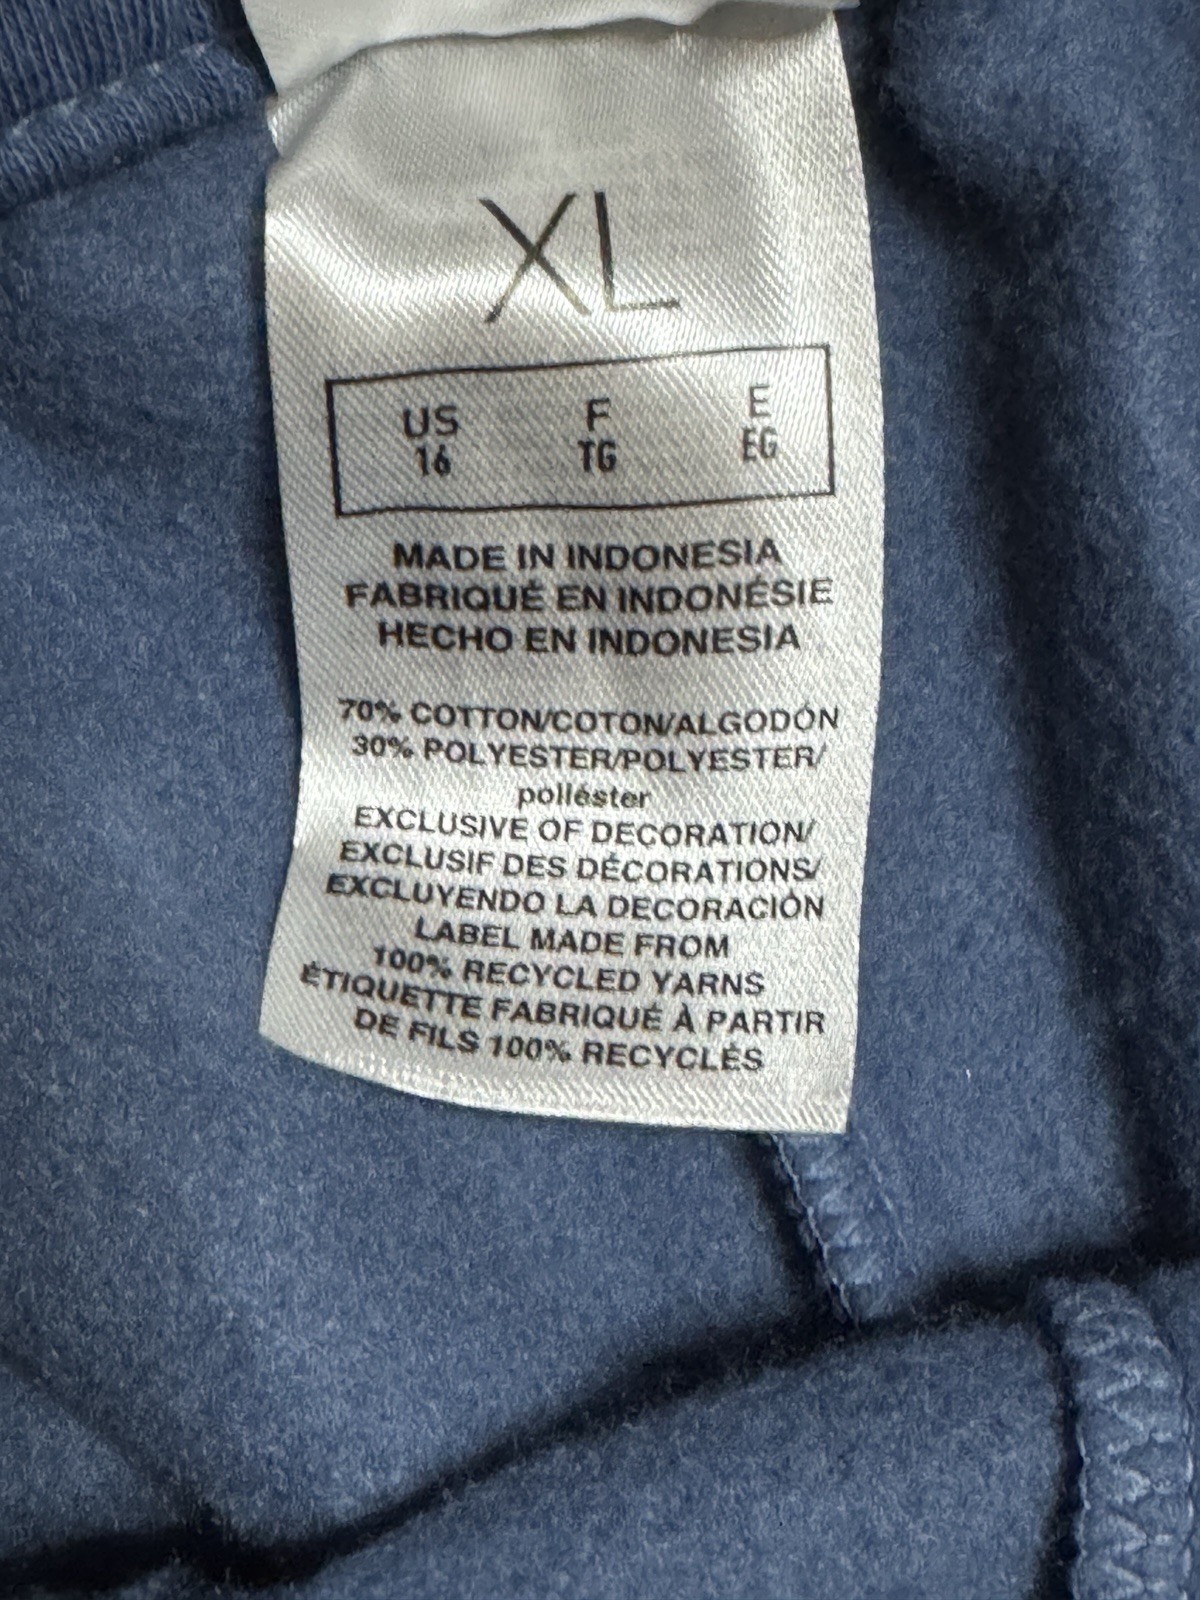 XL
US F E
16 TG EG
MADE IN INDONESIA
FABRIQUÉ EN INDONÉSIE
HECHO EN INDONESIA
70% COTTON/COTON/ALGODÓN
30% POLYESTER/POLYESTER/
poliéster
EXCLUSIVE OF DECORATION/
EXCLUSIF DES DÉCORATIONS/
EXCLUYENDO LA DECORACIÓN
LABEL MADE FROM
100% RECYCLED YARNS
ÉTIQUETTE FABRIQUÉ À PARTIR
DE FILS 100% RECYCLÉS